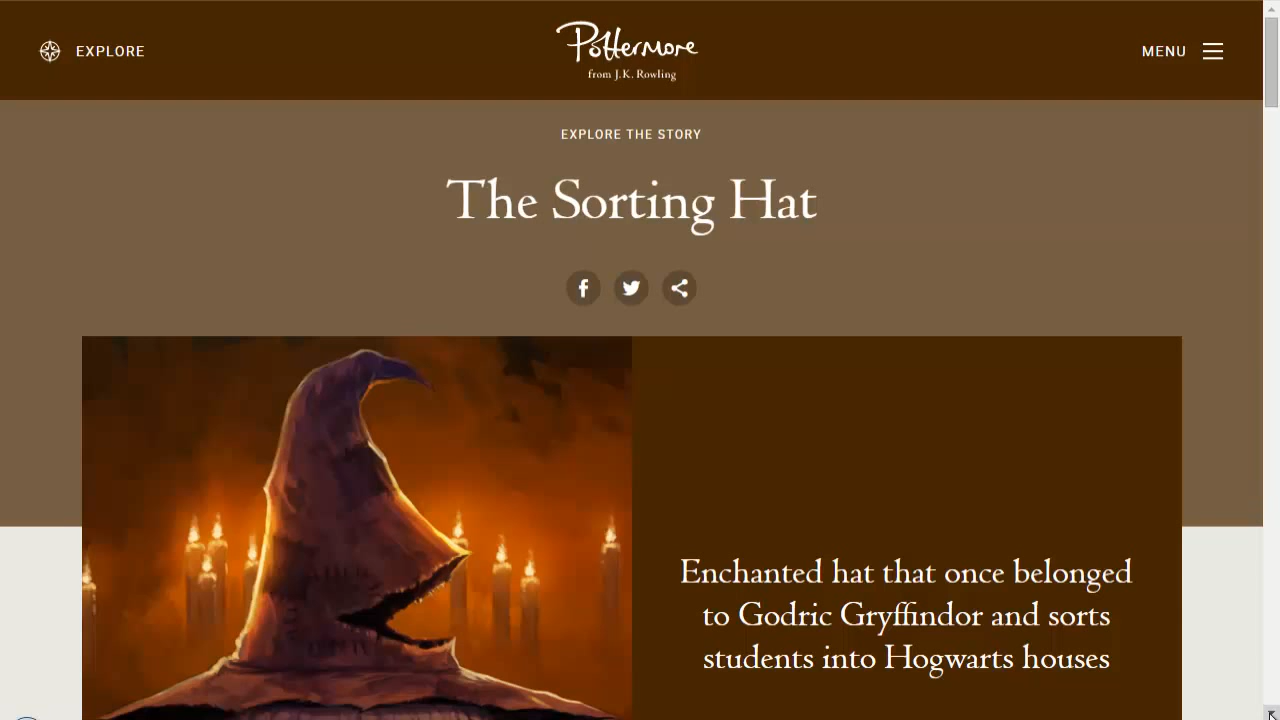 EXPLORE
Pottermore
from J.K. Rowling
MENU
EXPLORE THE STORY
The Sorting Hat
Enchanted hat that once belonged
to Godric Gryffindor and sorts
students into Hogwarts houses